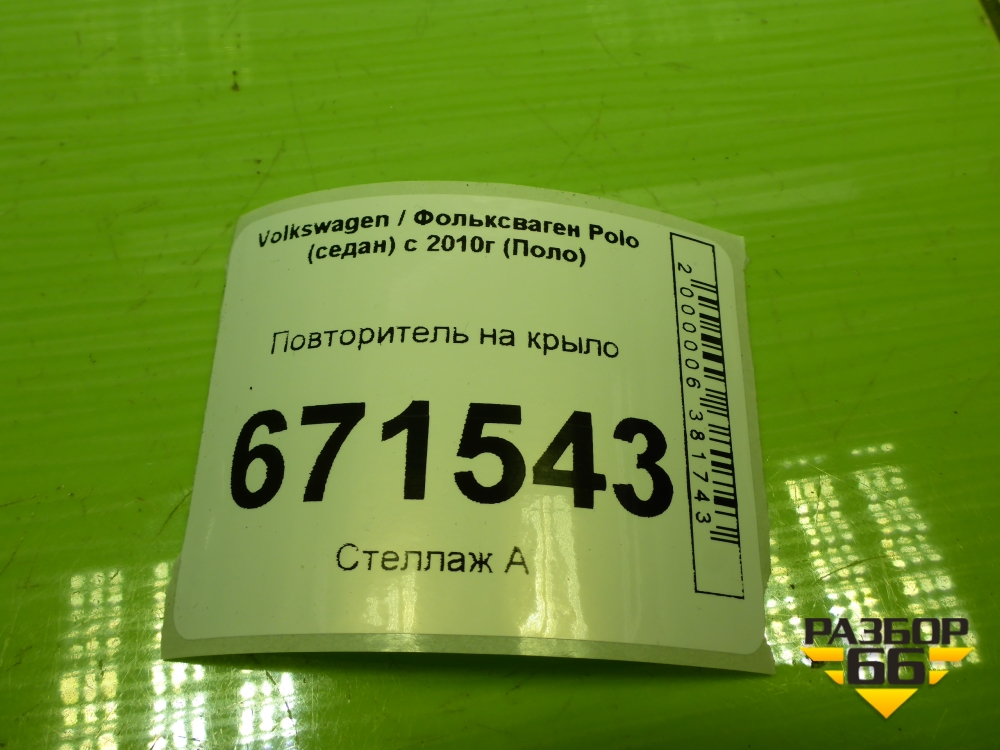 Volkswagen / Фольксваген Polo
(седан) с 2010г (Поло)
Повторитель на крыло
671543
Стеллаж А
2000006381743
РАЗБОР
66